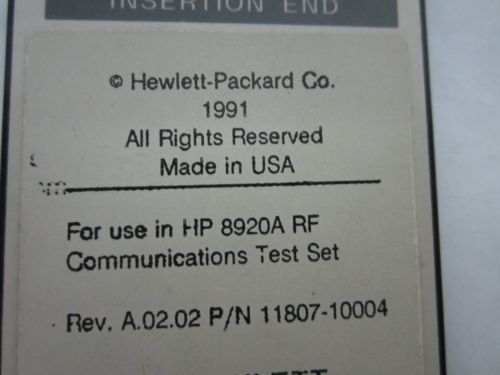 INSERTION END
© Hewlett-Packard Co.
1991
All Rights Reserved
Made in USA
For use in HP 8920A RF
Communications Test Set
Rev. A.02.02 P/N 11807-10004